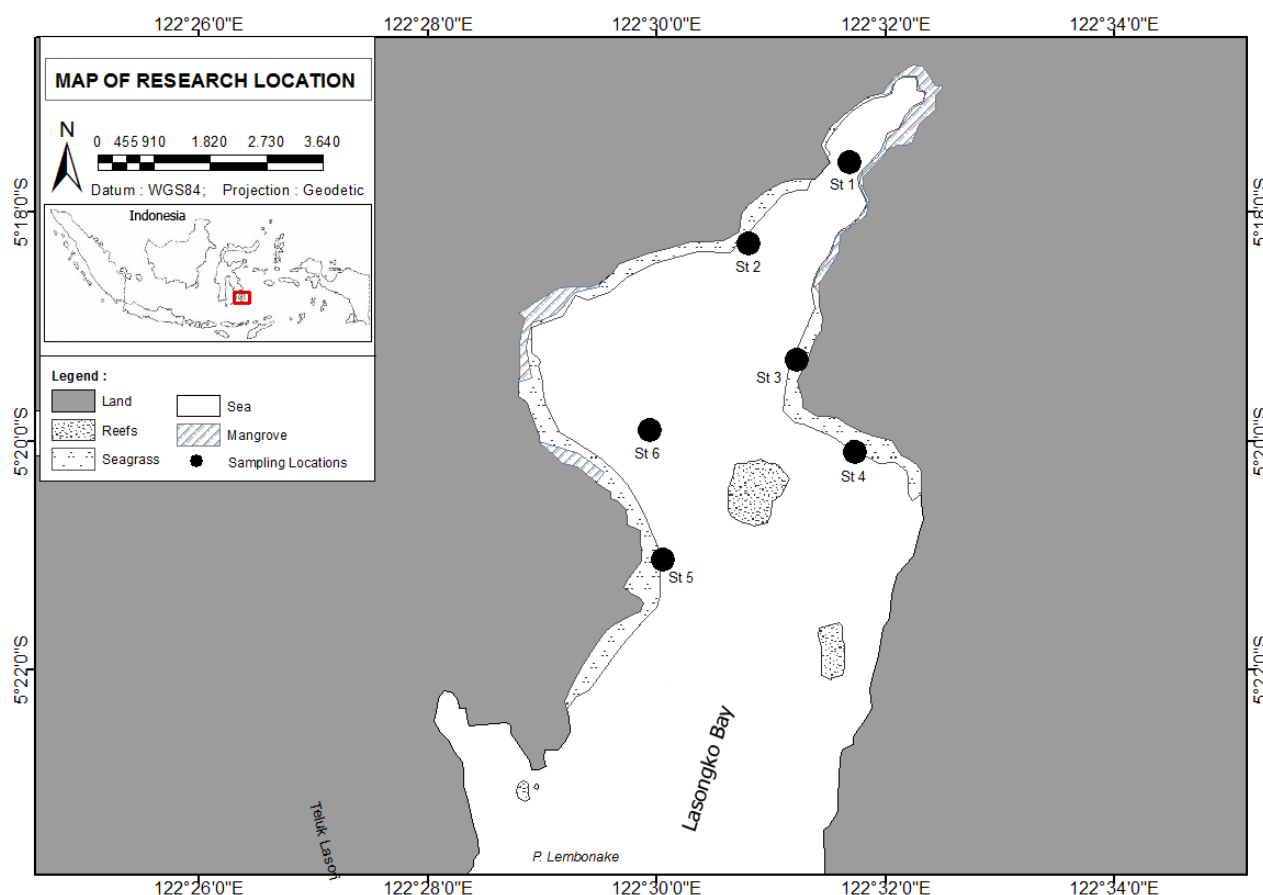 122°26'0"E 122°28'0"E 122°30'0"E 122°32'0"E 122°34'0"E
MAP OF RESEARCH LOCATION
N
0 455 910 1.820 2.730 3.640
Datum : WGS84; Projection : Geodetic
Indonesia
Legend :
Land
Sea
Reefs
Mangrove
Seagrass
Sampling Locations
5°18'0"S
5°20'0"S
5°22'0"S
St 1
St 2
St 3
St 6
St 4
St 5
Lasongko Bay
Teluk Lason
P. Lembonake
5°18'0"S
5°20'0"S
5°22'0"S
122°26'0"E 122°28'0"E 122°30'0"E 122°32'0"E 122°34'0"E